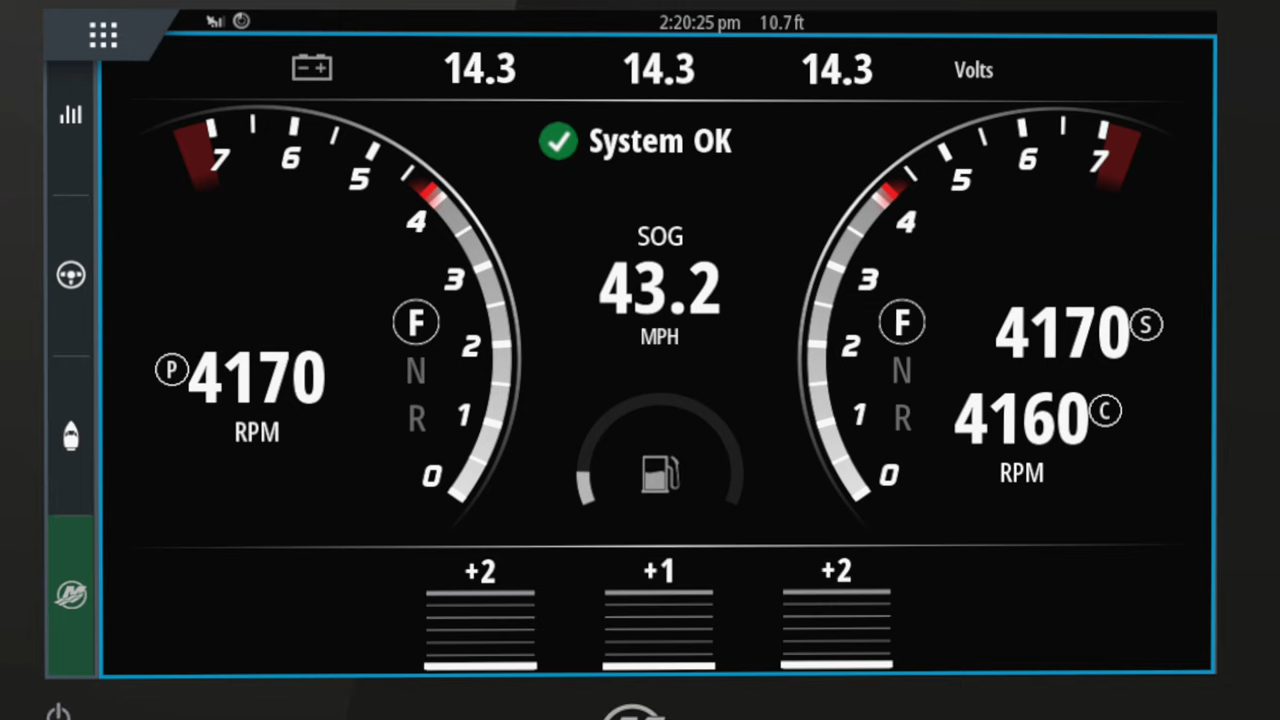 2:20:25 pm 10.7 ft
14.3 14.3 14.3 Volts
System OK
7 6 5 4 3 2 1 0
SOG
43.2
MPH
5 6 7
4
3
2
1
0
F
N
R
F
N
R
P 4170
RPM
4170 S
4160 C
RPM
+2 +1 +2